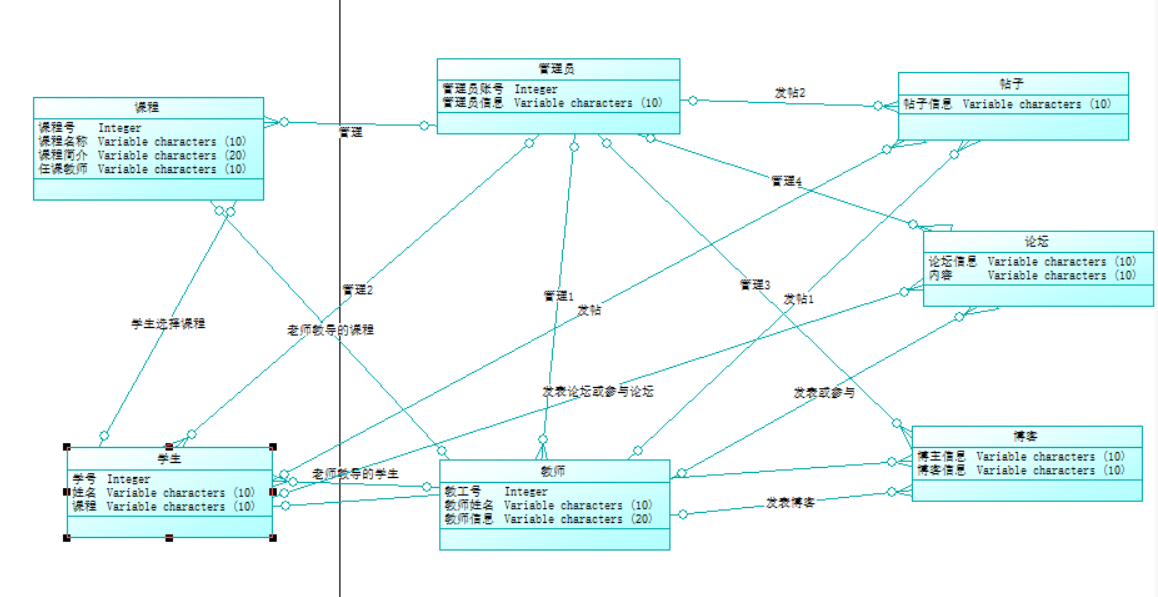 管理员
管理员账号 Integer
管理员信息 Variable characters (10)
帖子
帖子信息 Variable characters (10)
发帖2
课程
课程号 Integer
课程名称 Variable characters (10)
课程简介 Variable characters (20)
任课教师 Variable characters (10)
管理
管理4
论坛
论坛信息 Variable characters (10)
内容 Variable characters (10)
管理2
管理1
管理3
发帖1
发帖
学生选择课程
老师教导的课程
发表论坛或参与论坛
发表或参与
博客
博主信息 Variable characters (10)
博客信息 Variable characters (10)
学生
学号 Integer
姓名 Variable characters (10)
课程 Variable characters (10)
老师教导的学生
教师
教工号 Integer
教师姓名 Variable characters (10)
教师信息 Variable characters (20)
发表博客